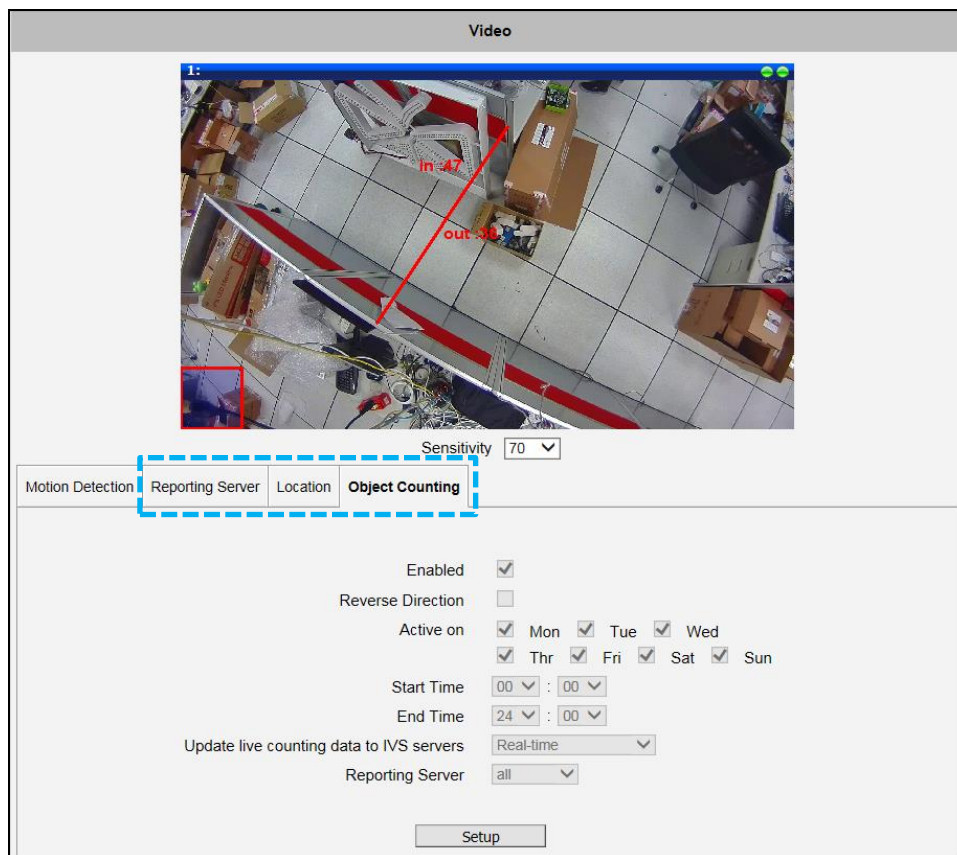 Video
1:
in :47
out :38
Sensitivity 70
Motion Detection Reporting Server Location Object Counting
Enabled
Reverse Direction
Active on Mon Tue Wed
Thr Fri Sat Sun
Start Time 00 : 00
End Time 24 : 00
Update live counting data to IVS servers Real-time
Reporting Server all
Setup